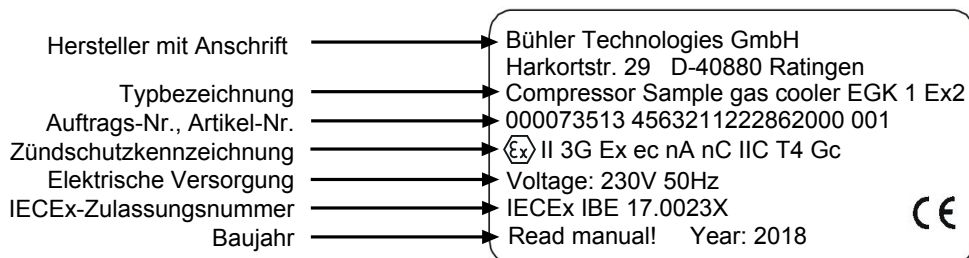 Hersteller mit Anschrift
Bühler Technologies GmbH
Harkortstr. 29 D-40880 Ratingen
Typbezeichnung
Compressor Sample gas cooler EGK 1 Ex2
Auftrags-Nr., Artikel-Nr.
000073513 4563211222862000 001
Zündschutzkennzeichnung
Ex II 3G Ex ec nA nC IIC T4 Gc
Elektrische Versorgung
Voltage: 230V 50Hz
IECEx-Zulassungsnummer
IECEx IBE 17.0023X
CE
Baujahr
Read manual! Year: 2018